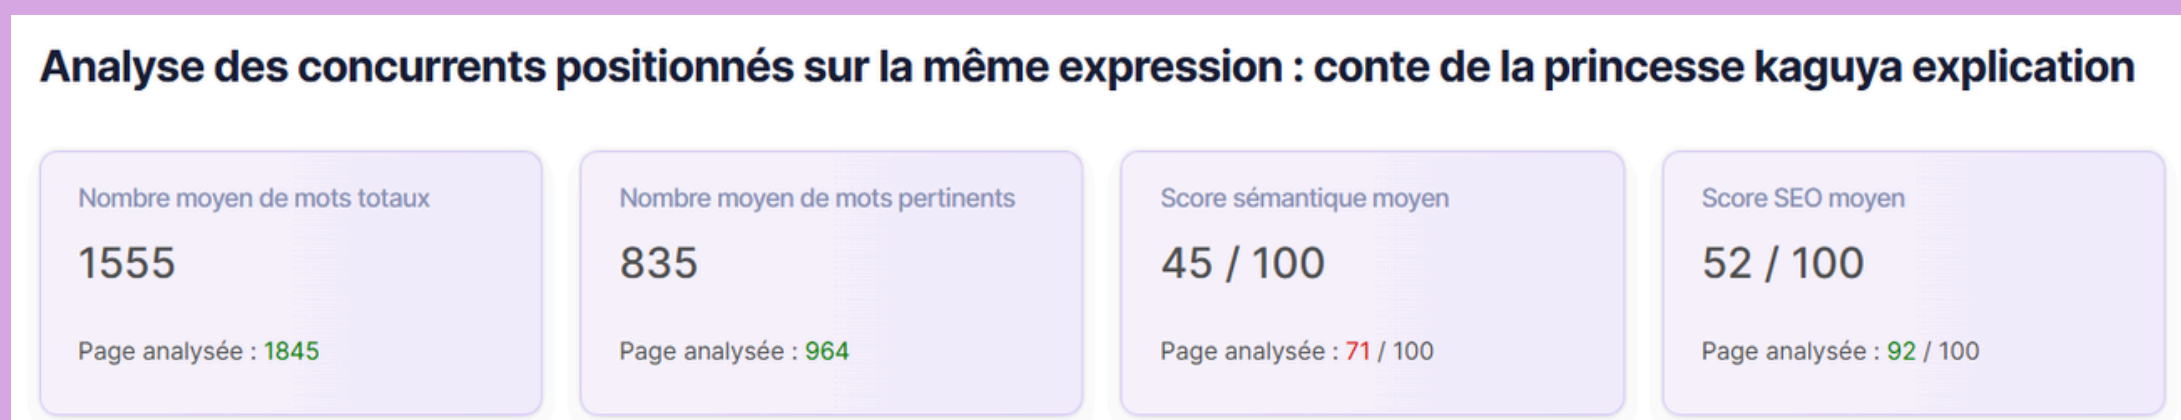 Analyse des concurrents positionnés sur la même expression : conte de la princesse kaguya explication
Nombre moyen de mots totaux
1555
Page analysée : 1845
Nombre moyen de mots pertinents
835
Page analysée : 964
Score sémantique moyen
45 / 100
Page analysée : 71 / 100
Score SEO moyen
52 / 100
Page analysée : 92 / 100